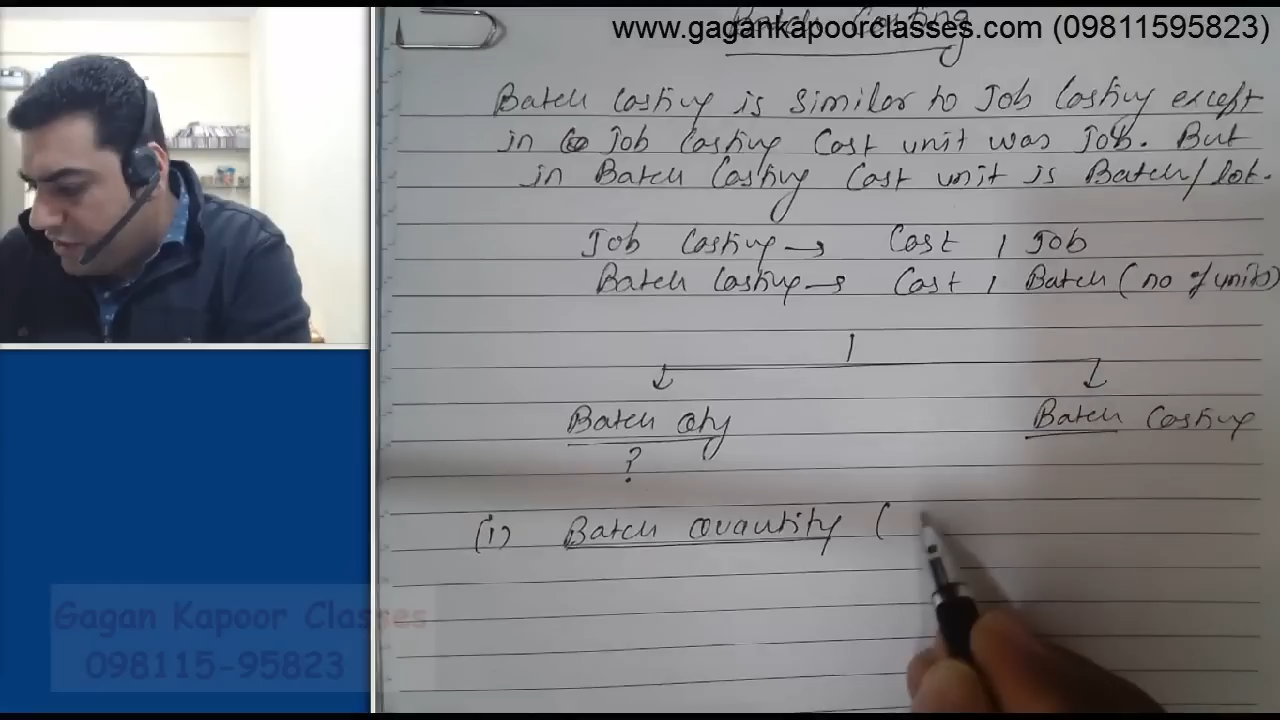 www.gagankapoorclasses.com (09811595823)
Batch Costing
Batch Costing is similar to Job Costing except
in Job Costing Cost unit was Job. But
in Batch Costing Cost unit is Batch/lot.
Job Costing → Cost / Job
Batch Costing → Cost / Batch (no of units)
Batch Qty
Batch Costing
?
(i) Batch Quantity (
Gagan Kapoor Classes
098115-95823